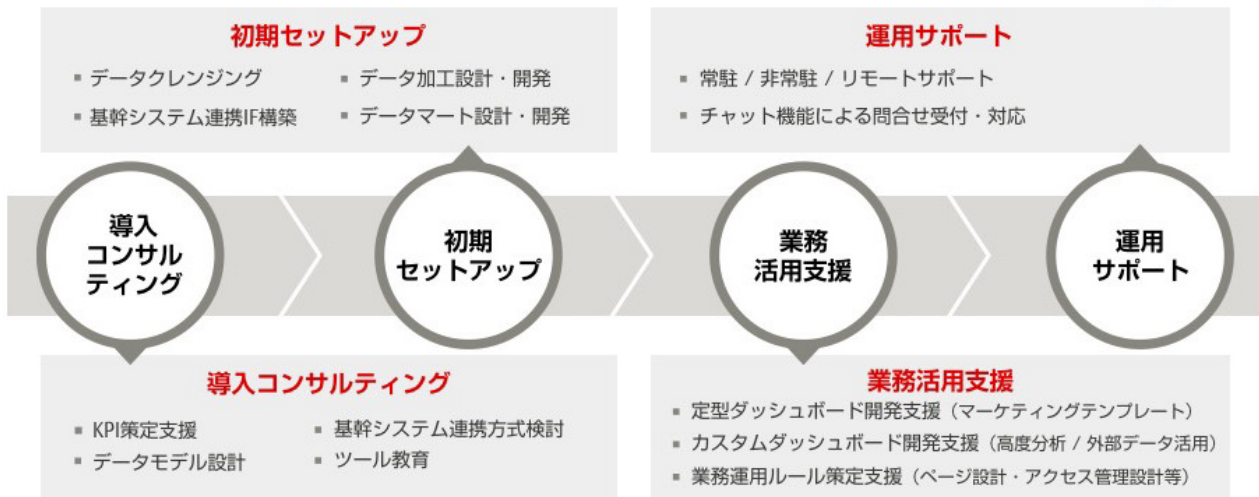 初期セットアップ
データクレンジング
データ加工設計・開発
基幹システム連携IF構築
データマート設計・開発
運用サポート
常駐 / 非常駐 / リモートサポート
チャット機能による問合せ受付・対応
導入
コンサル
ティング
初期
セットアップ
業務
活用支援
運用
サポート
導入コンサルティング
KPI策定支援
基幹システム連携方式検討
データモデル設計
ツール教育
業務活用支援
定型ダッシュボード開発支援（マーケティングテンプレート）
カスタムダッシュボード開発支援（高度分析 / 外部データ活用）
業務運用ルール策定支援（ページ設計・アクセス管理設計等）